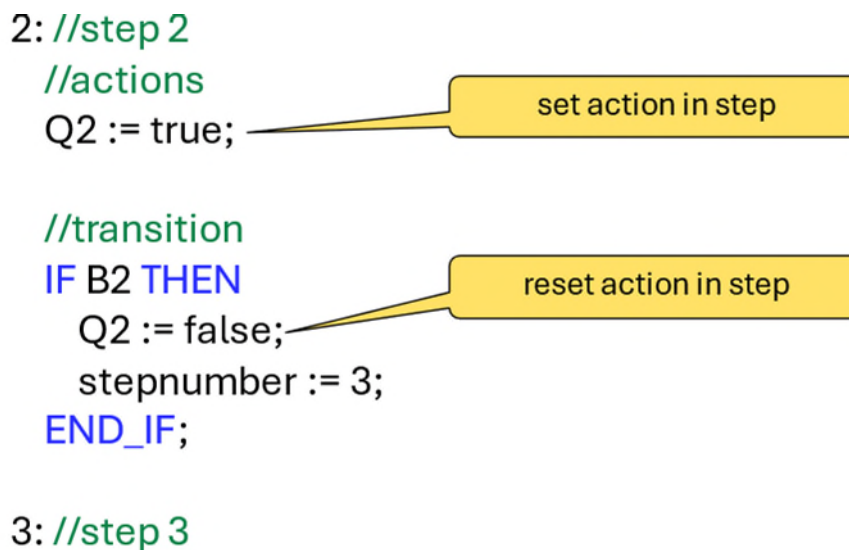 2: //step 2
//actions
Q2 := true;
set action in step
//transition
IF B2 THEN
reset action in step
Q2 := false;
stepnumber := 3;
END_IF;
3: //step 3